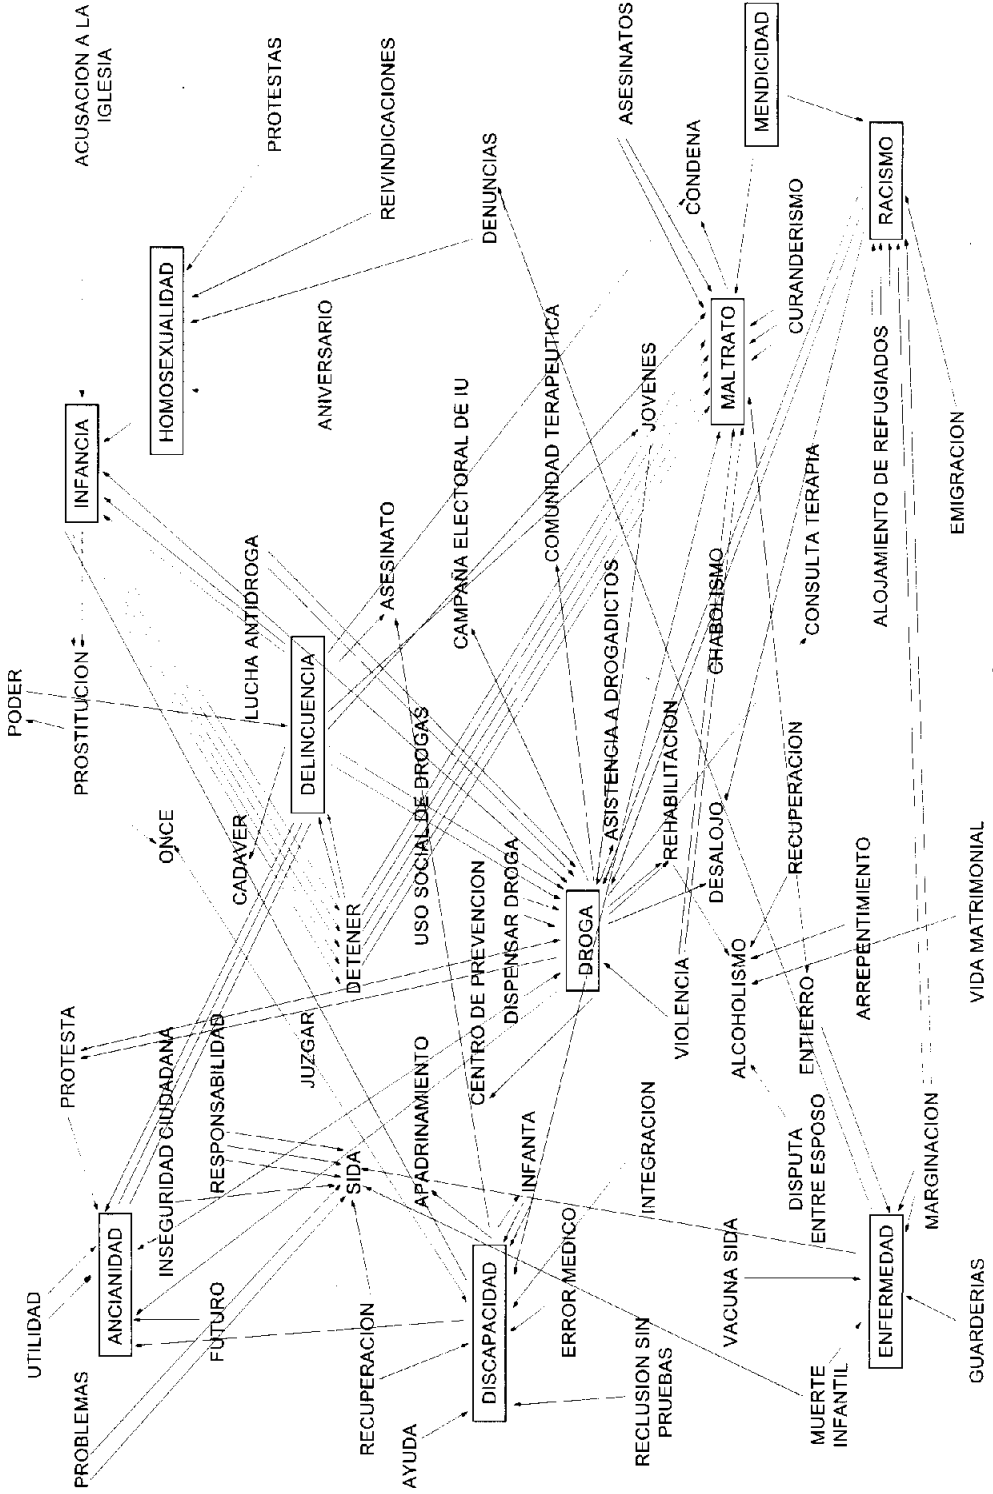 ACUSACION A LA
IGLESIA
PROTESTAS
REIVINDICACIONES
DENUNCIAS
ASESINATOS
CONDENA
MENDICIDAD
RACISMO
CURANDERISMO
MALTRATO
HOMOSEXUALIDAD
ANIVERSARIO
INFANCIA
CAMPAÑA ELECTORAL DE IU
COMUNIDAD TERAPEUTICA
JOVENES
CONSULTA TERAPIA
ALOJAMIENTO DE REFUGIADOS
EMIGRACION
PODER
PROSTITUCION
LUCHA ANTIDROGA
ASESINATO
DELINCUENCIA
CHABOLISMO
ASISTENCIA A DROGADICTOS
REHABILITACION
DESALOJO
RECUPERACION
ONCE
CADAVER
DETENER
USO SOCIAL DE DROGAS
CENTRO DE PREVENCION
DISPENSAR DROGA
DROGA
VIOLENCIA
ALCOHOLISMO
ENTIERRO
ARREPENTIMIENTO
VIDA MATRIMONIAL
PROTESTA
INSEGURIDAD CIUDADANA
RESPONSABILIDAD
JUZGAR
SIDA
APADRINAMIENTO
INFANTA
INTEGRACION
DISPUTA
ENTRE ESPOSO
MARGINACION
UTILIDAD
ANCIANIDAD
FUTURO
PROBLEMAS
RECUPERACION
AYUDA
DISCAPACIDAD
ERROR MEDICO
RECLUSION SIN
PRUEBAS
VACUNA SIDA
MUERTE
INFANTIL
ENFERMEDAD
GUARDERIAS